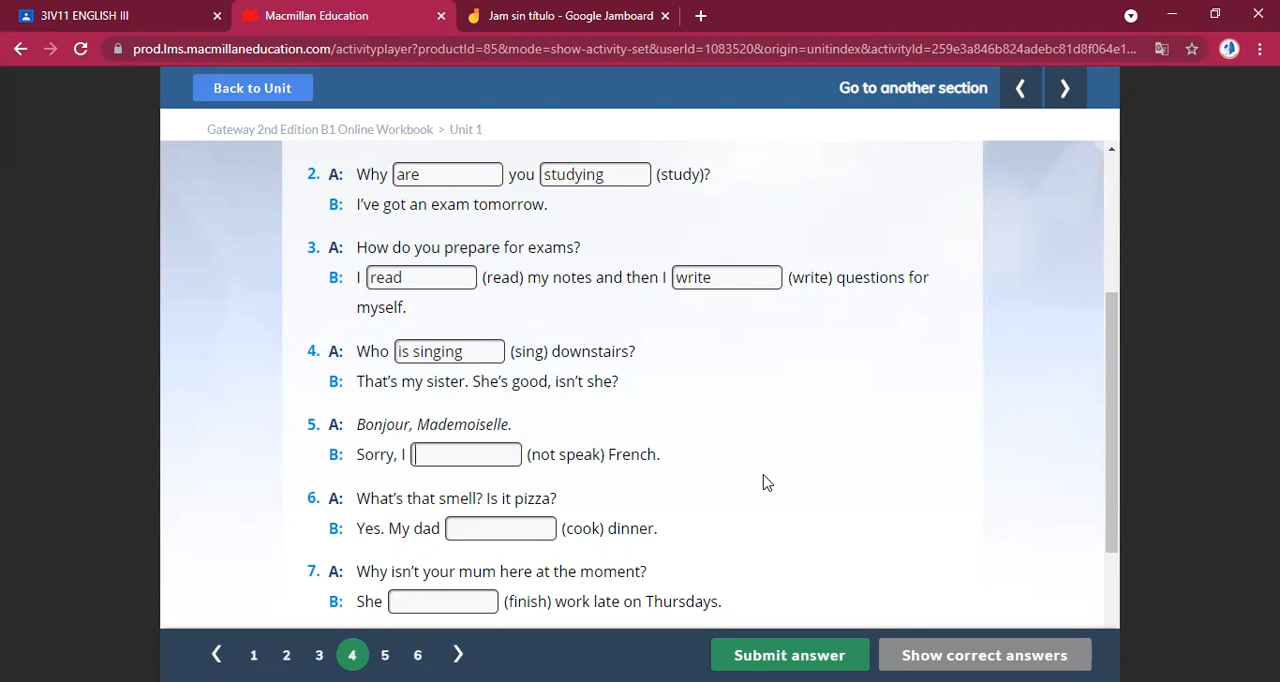 3IV11 ENGLISH III
Macmillan Education
Jam sin título - Google Jamboard
prod.lms.macmillaneducation.com/activityplayer?productId=85&mode=show-activity-set&userId=1083520&origin=unitindex&activityId=259e3a846b824adebc81d8f064e1...
Back to Unit
Go to another section
Gateway 2nd Edition B1 Online Workbook > Unit 1
2. A: Why are you studying (study)?
B: I've got an exam tomorrow.
3. A: How do you prepare for exams?
B: I read (read) my notes and then I write (write) questions for
myself.
4. A: Who is singing (sing) downstairs?
B: That's my sister. She's good, isn't she?
5. A: Bonjour, Mademoiselle.
B: Sorry, I (not speak) French.
6. A: What's that smell? Is it pizza?
B: Yes. My dad (cook) dinner.
7. A: Why isn't your mum here at the moment?
B: She (finish) work late on Thursdays.
1 2 3 4 5 6
Submit answer
Show correct answers